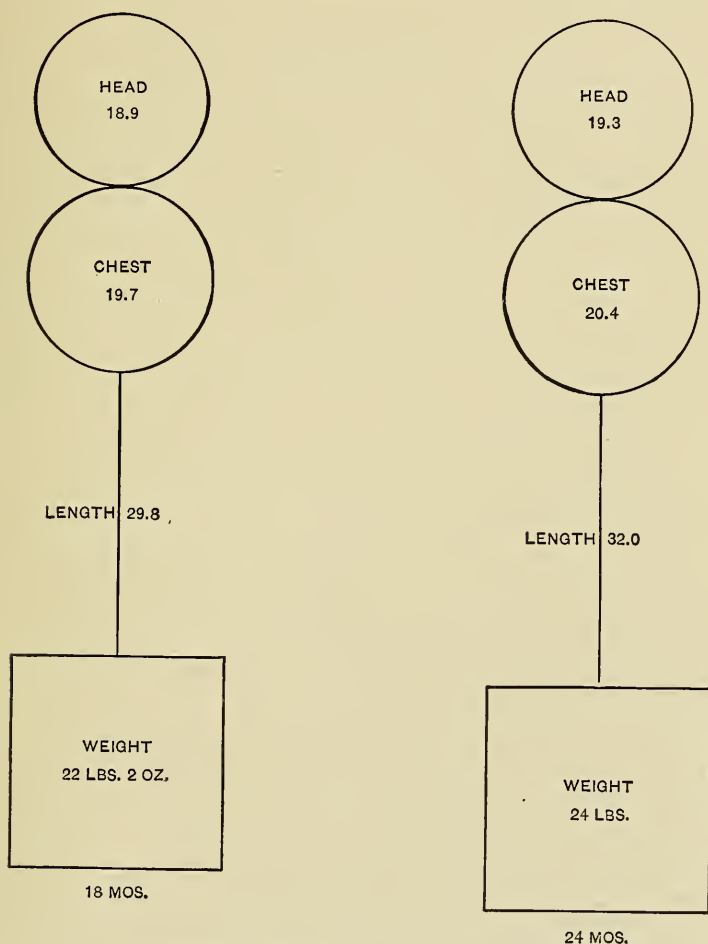 HEAD
18.9
CHEST
19.7
LENGTH 29.8
WEIGHT
22 LBS. 2 OZ.
18 MOS.
HEAD
19.3
CHEST
20.4
LENGTH 32.0
WEIGHT
24 LBS.
24 MOS.